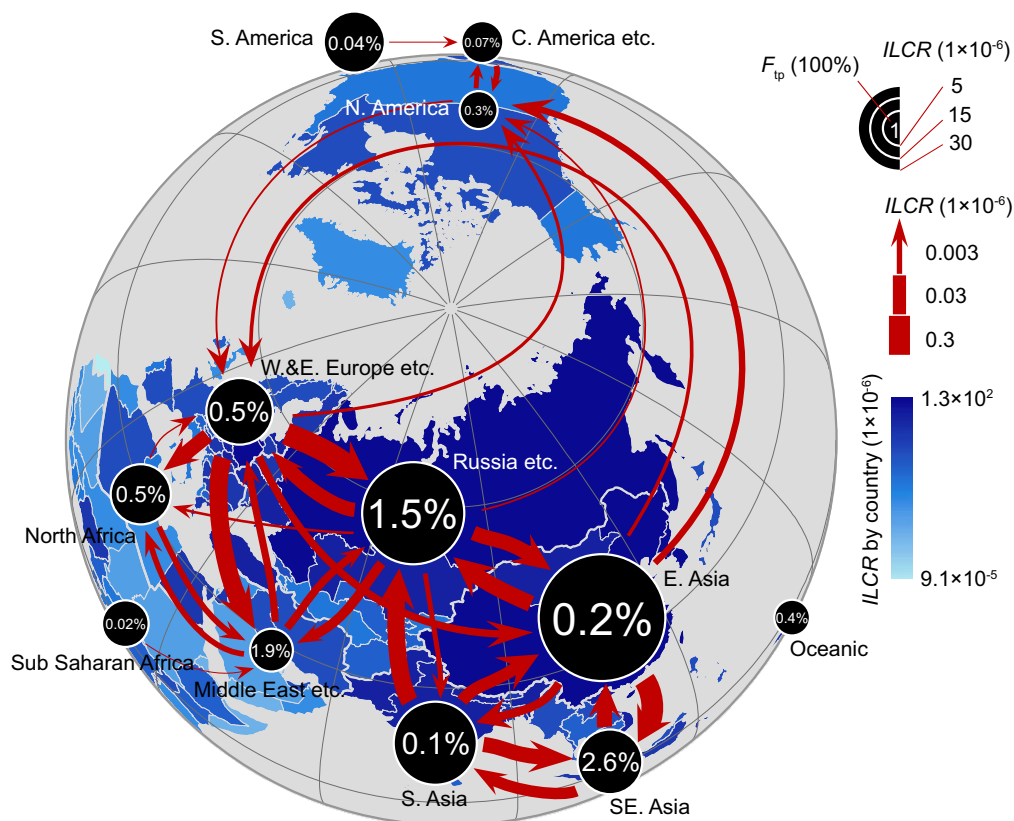 S. America
0.04%
0.07%
C. America etc.
N. America
0.3%
F_tp (100%)
ILCR (1×10⁻⁶)
1
5
15
30
ILCR (1×10⁻⁶)
0.003
0.03
0.3
W.&E. Europe etc.
0.5%
Russia etc.
1.5%
0.5%
North Africa
E. Asia
0.2%
0.02%
Sub Saharan Africa
1.9%
Middle East etc.
0.4%
Oceanic
0.1%
S. Asia
2.6%
SE. Asia
ILCR by country (1×10⁻⁶)
1.3×10²
9.1×10⁻⁵